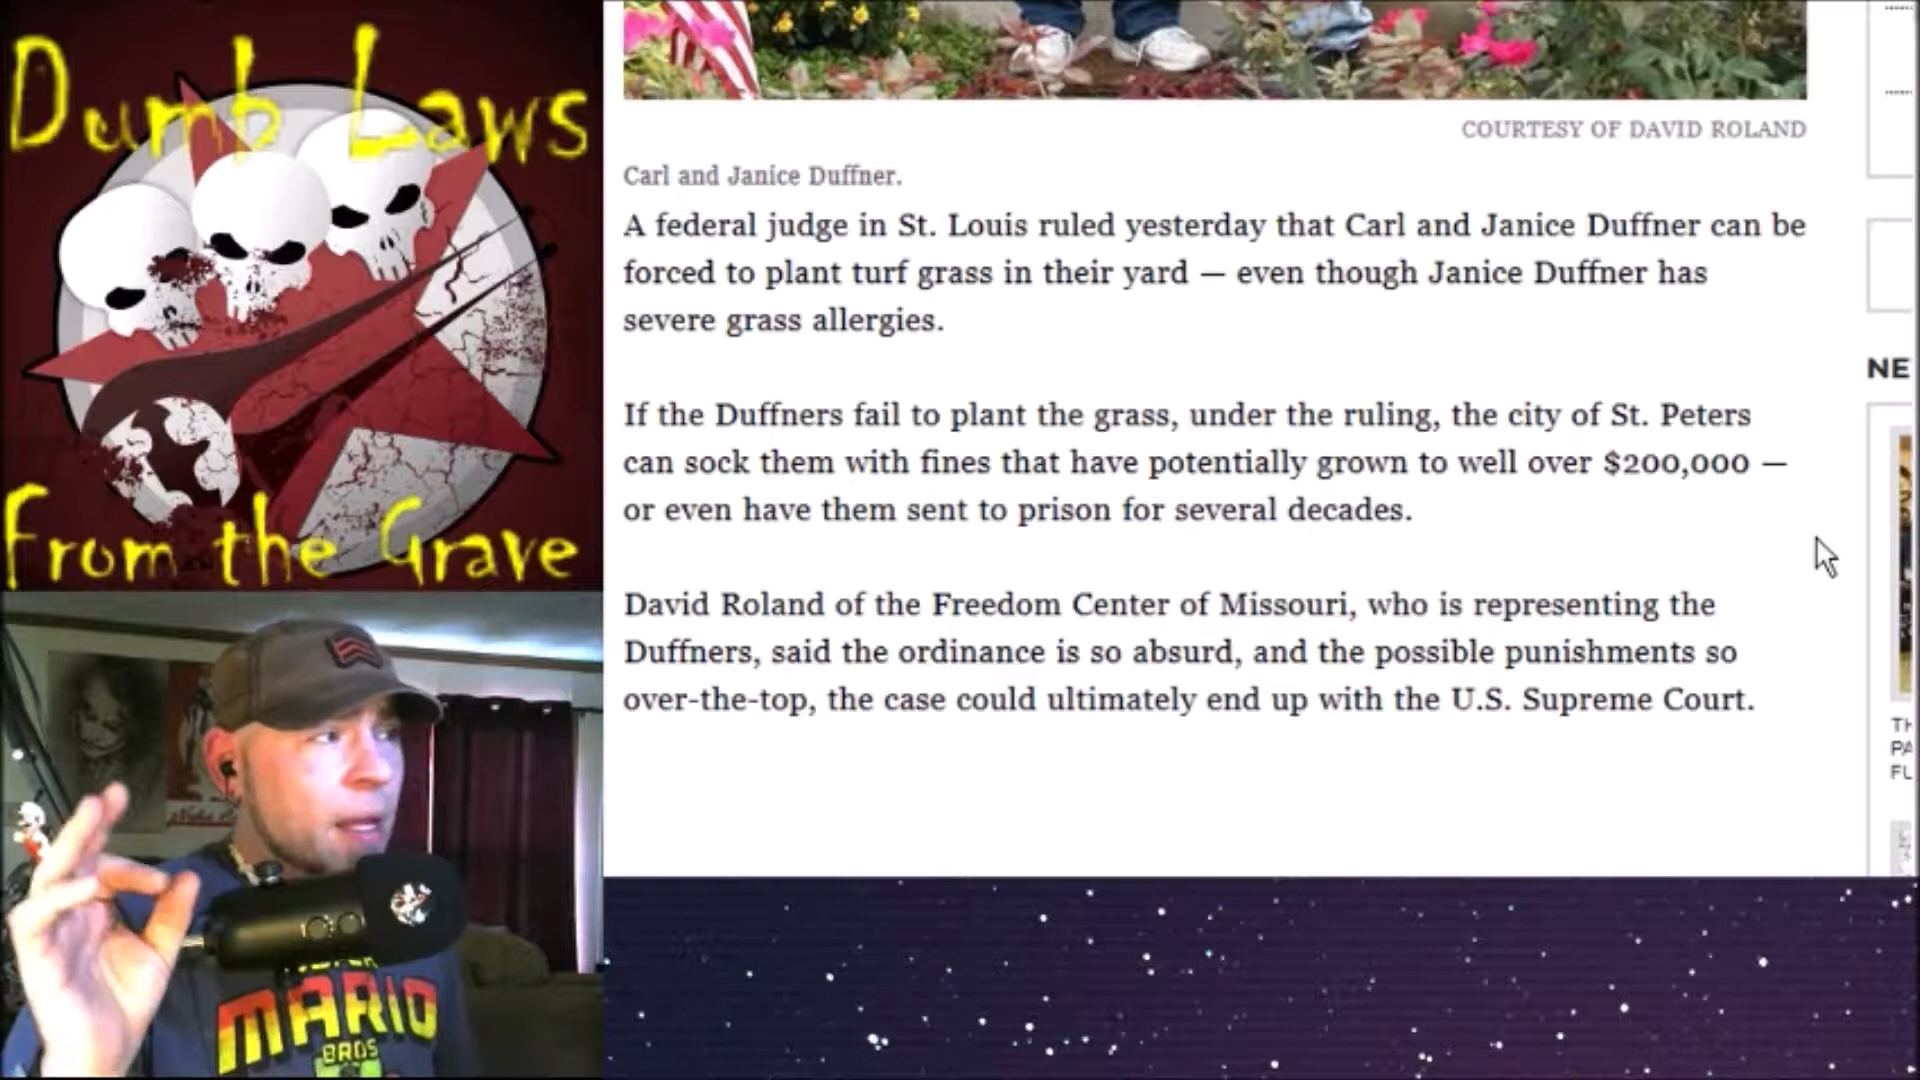 Dumb Laws
From the Grave
COURTESY OF DAVID ROLAND
Carl and Janice Duffner.
A federal judge in St. Louis ruled yesterday that Carl and Janice Duffner can be
forced to plant turf grass in their yard — even though Janice Duffner has
severe grass allergies.
If the Duffners fail to plant the grass, under the ruling, the city of St. Peters
can sock them with fines that have potentially grown to well over $200,000 —
or even have them sent to prison for several decades.
David Roland of the Freedom Center of Missouri, who is representing the
Duffners, said the ordinance is so absurd, and the possible punishments so
over-the-top, the case could ultimately end up with the U.S. Supreme Court.
NE
TH
PA
FL
MARIO
BROS